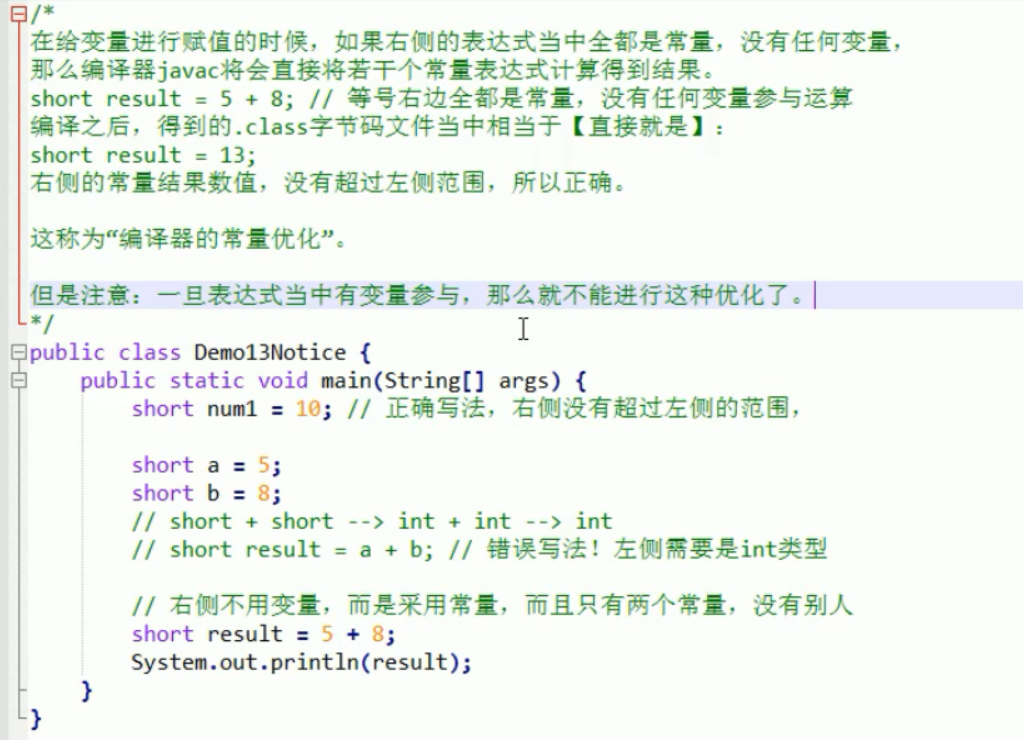 /*
在给变量进行赋值的时候，如果右侧的表达式当中全都是常量，没有任何变量，
那么编译器javac将会直接将若干个常量表达式计算得到结果。
short result = 5 + 8; // 等号右边全都是常量，没有任何变量参与运算
编译之后，得到的.class字节码文件当中相当于【直接就是】：
short result = 13;
右侧的常量结果数值，没有超过左侧范围，所以正确。
这称为“编译器的常量优化”。
但是注意：一旦表达式当中有变量参与，那么就不能进行这种优化了。
*/
public class Demo13Notice {
public static void main(String[] args) {
short num1 = 10; // 正确写法，右侧没有超过左侧的范围，
short a = 5;
short b = 8;
// short + short --> int + int --> int
// short result = a + b; // 错误写法！左侧需要是int类型
// 右侧不用变量，而是采用常量，而且只有两个常量，没有别人
short result = 5 + 8;
System.out.println(result);
}
}